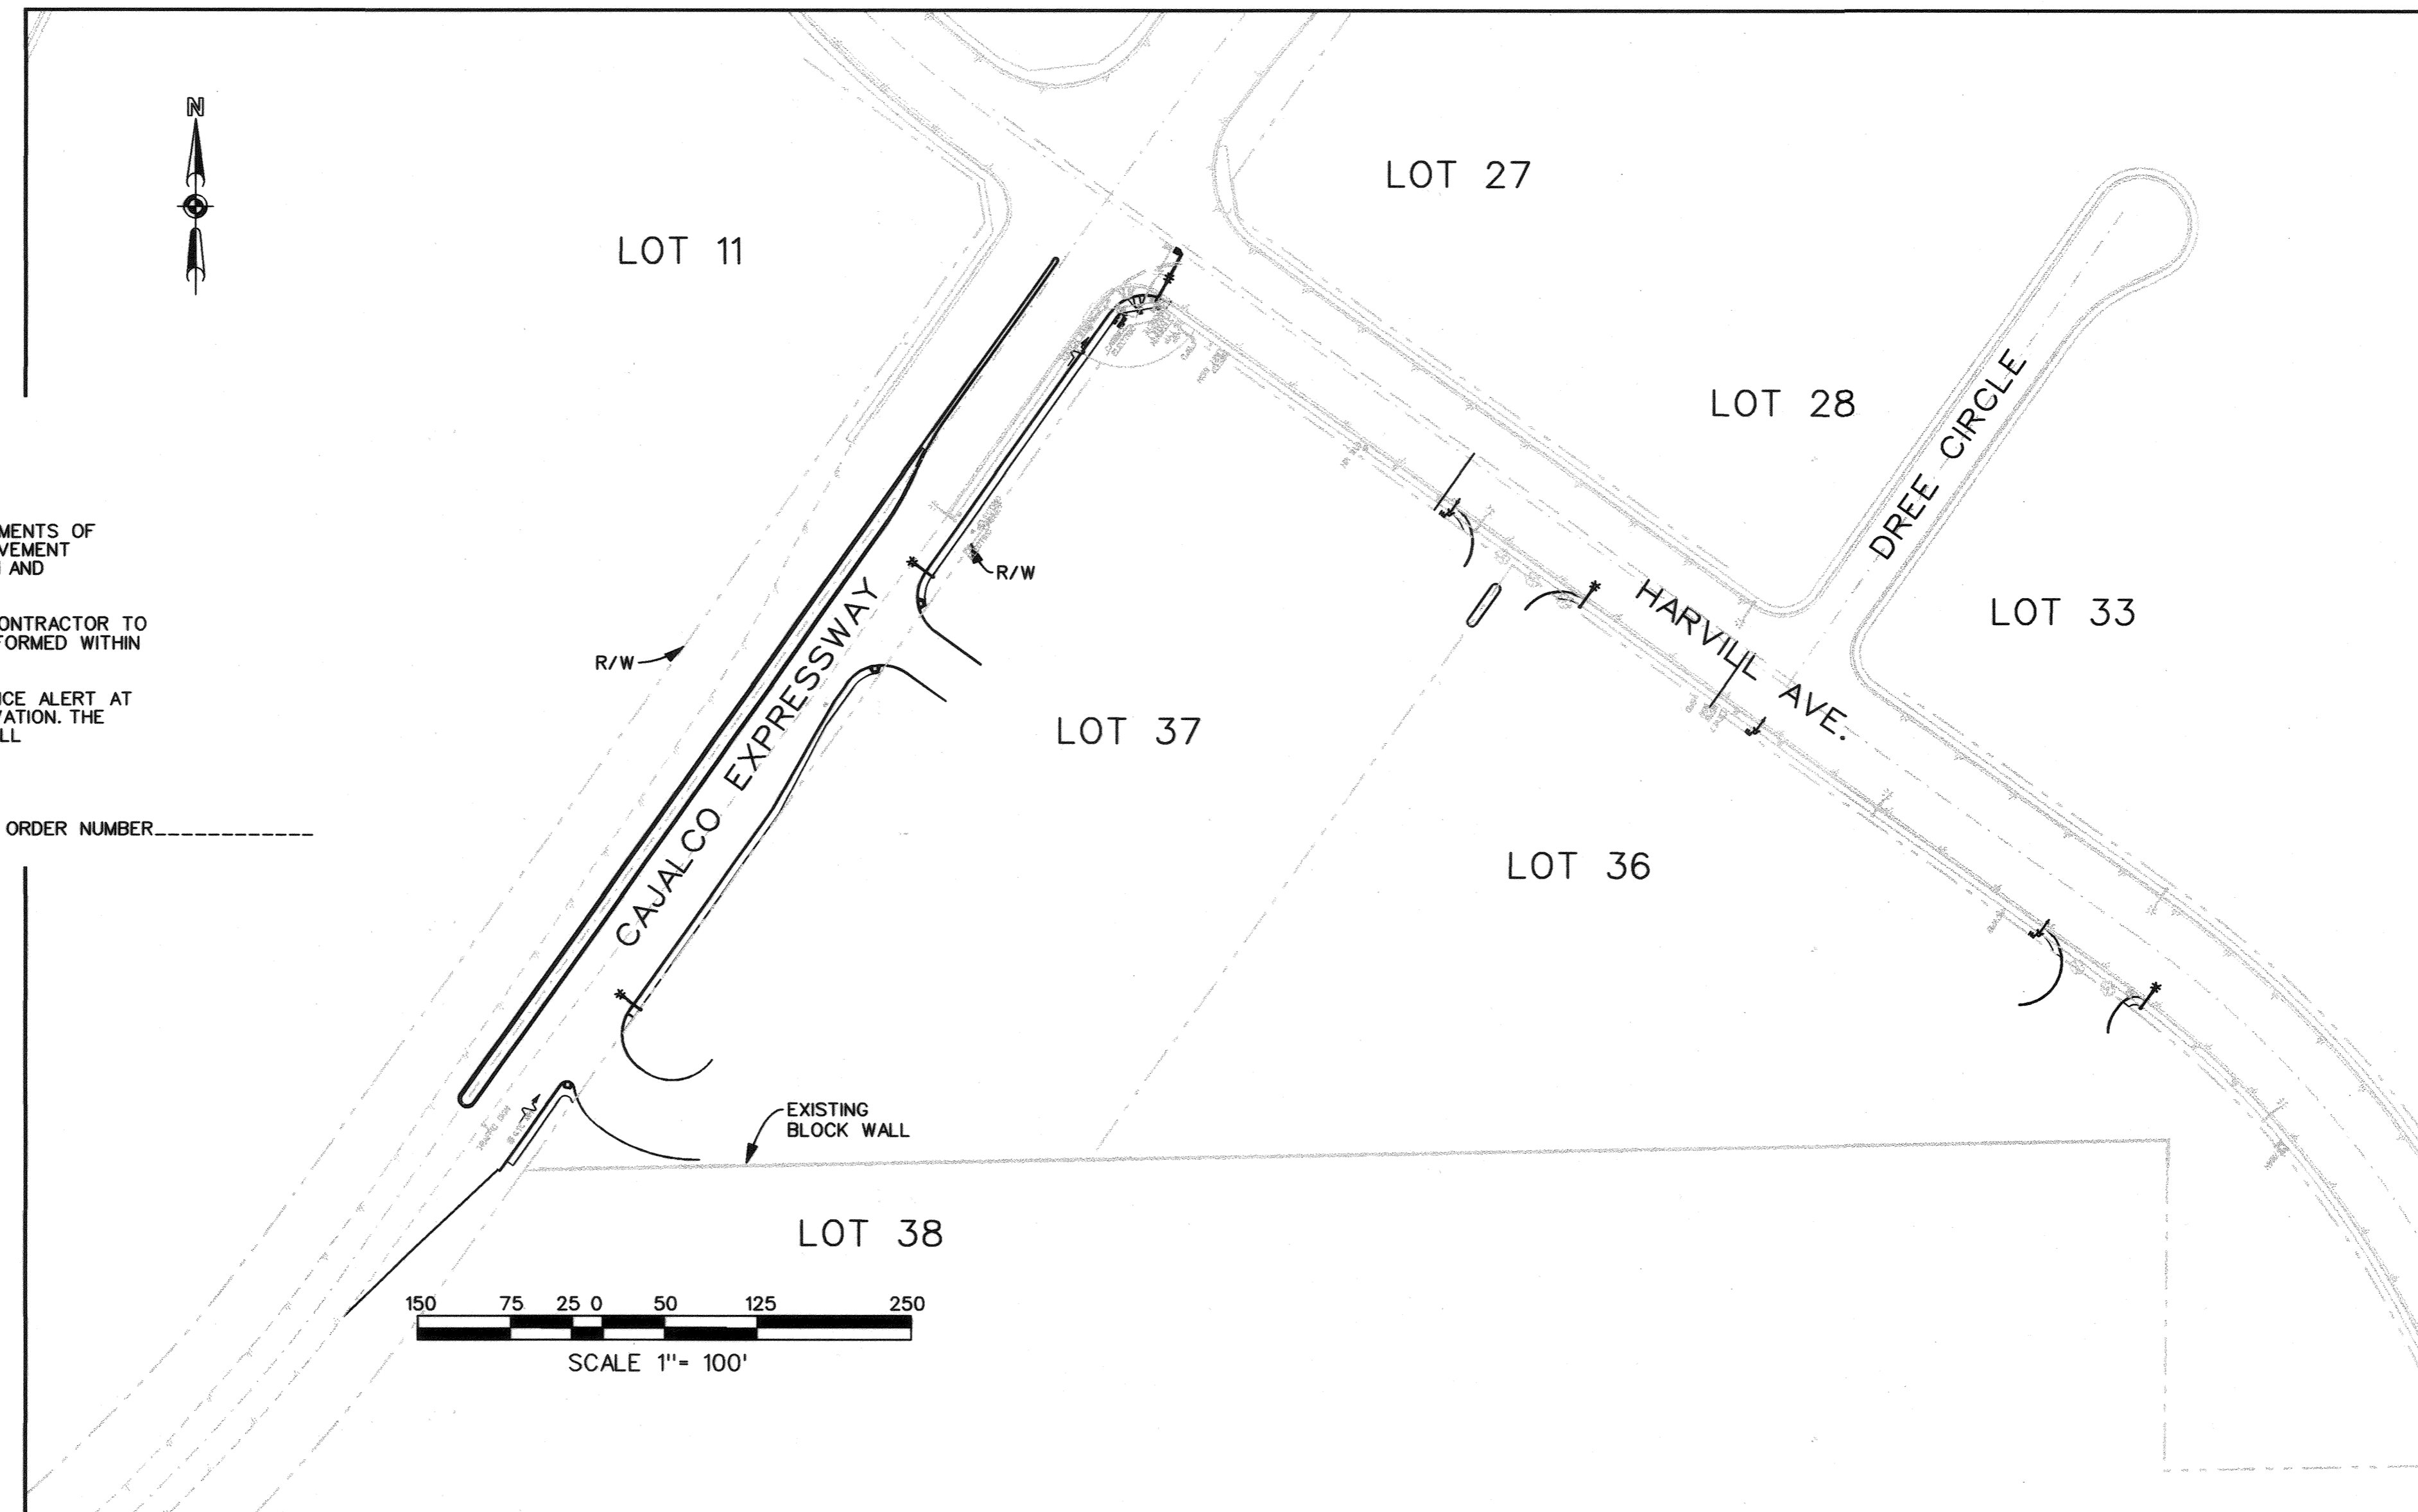 N
LOT 11
LOT 27
LOT 28
DREE CIRCLE
LOT 33
HARVILL AVE.
R/W
R/W
CAJALCO EXPRESSWAY
LOT 37
LOT 36
MENTS OF
VEMENT
AND
ONTRACTOR TO
FORMED WITHIN
ICE ALERT AT
VATION. THE
LL
ORDER NUMBER____________
EXISTING
BLOCK WALL
LOT 38
150 75 25 0 50 125 250
SCALE 1"= 100'